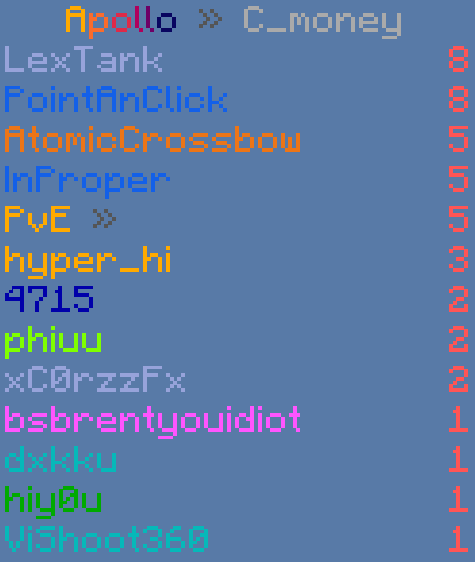 Apollo » C_money
LexTank 8
PointAnClick 8
AtomicCrossbow 5
InProper 5
PvE » 5
hyper_hi 3
4715 2
phiuu 2
xC0rzzFx 2
bsbrentyouidiot 1
dxkku 1
hiy0u 1
ViShoot360 1